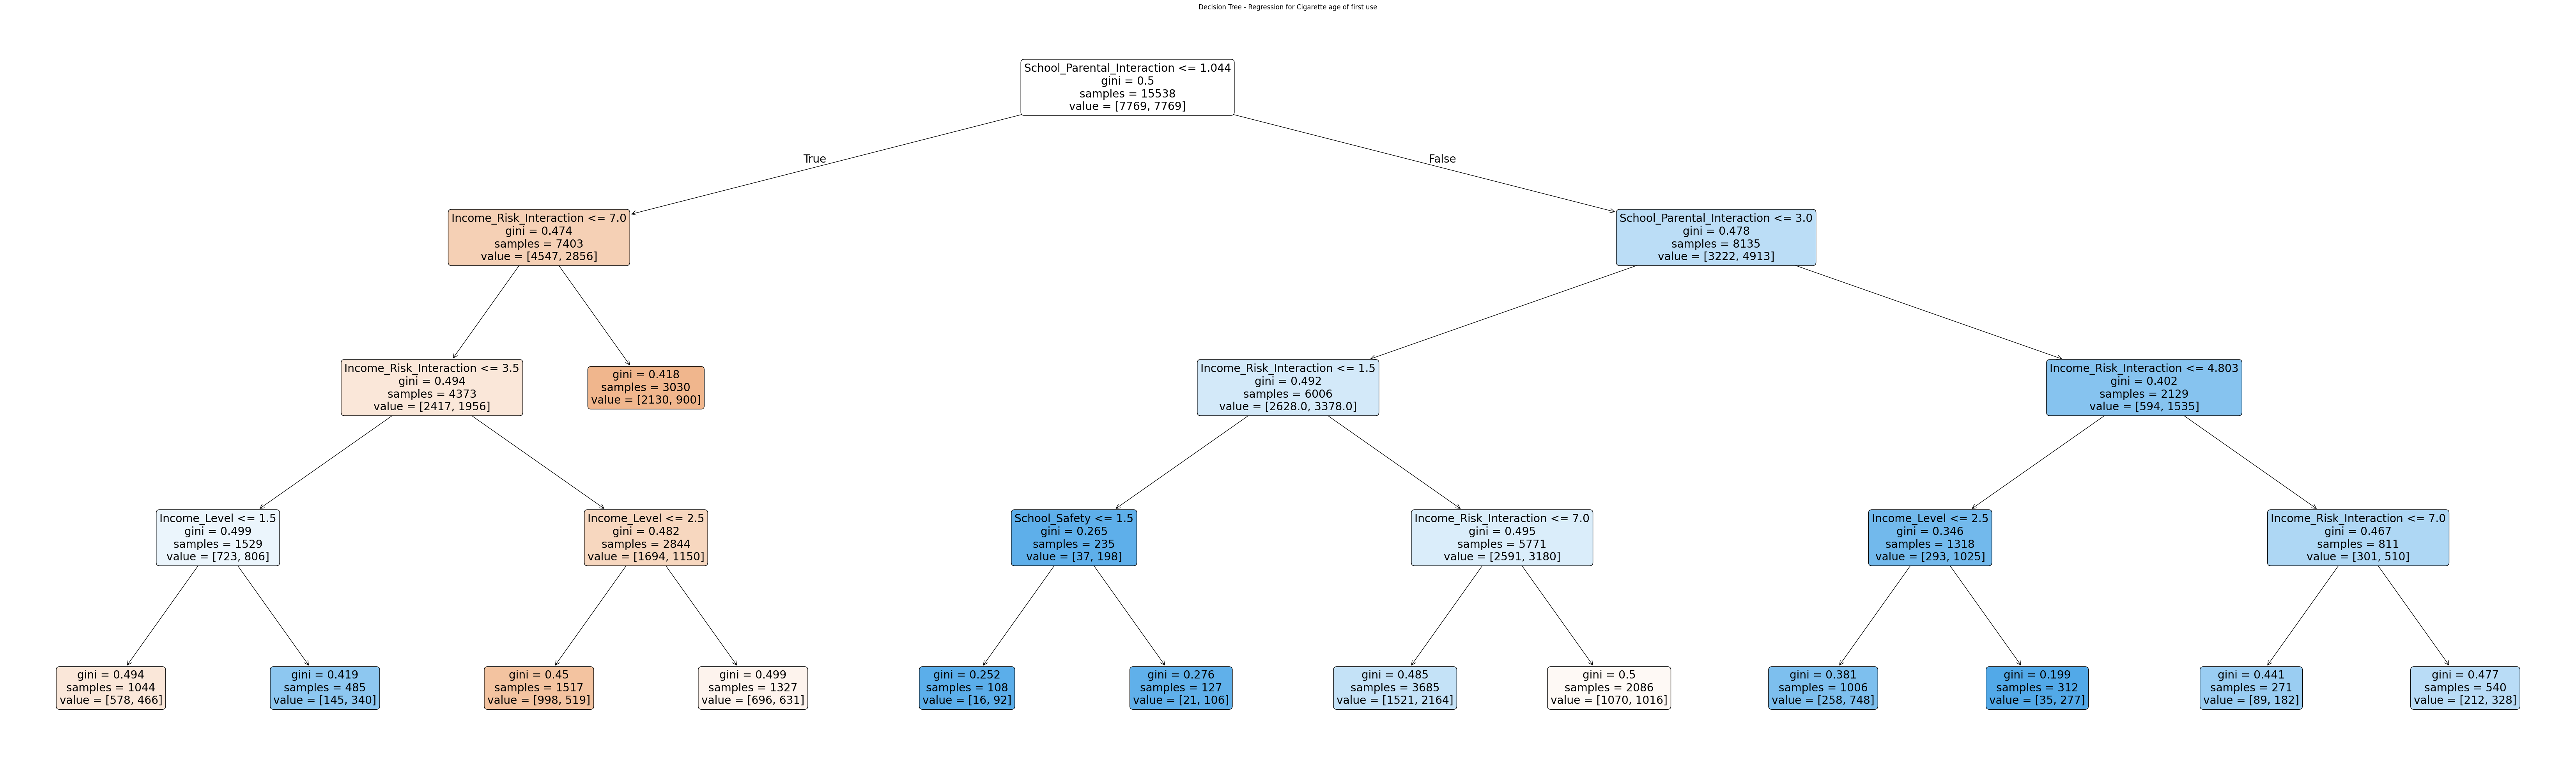 Decision Tree - Regression for Cigarette age of first use
School_Parental_Interaction <= 1.044
gini = 0.5
samples = 15538
value = [7769, 7769]
True
False
Income_Risk_Interaction <= 7.0
gini = 0.474
samples = 7403
value = [4547, 2856]
School_Parental_Interaction <= 3.0
gini = 0.478
samples = 8135
value = [3222, 4913]
Income_Risk_Interaction <= 3.5
gini = 0.494
samples = 4373
value = [2417, 1956]
gini = 0.418
samples = 3030
value = [2130, 900]
Income_Risk_Interaction <= 1.5
gini = 0.492
samples = 6006
value = [2628.0, 3378.0]
Income_Risk_Interaction <= 4.803
gini = 0.402
samples = 2129
value = [594, 1535]
Income_Level <= 1.5
gini = 0.499
samples = 1529
value = [723, 806]
Income_Level <= 2.5
gini = 0.482
samples = 2844
value = [1694, 1150]
School_Safety <= 1.5
gini = 0.265
samples = 235
value = [37, 198]
Income_Risk_Interaction <= 7.0
gini = 0.495
samples = 5771
value = [2591, 3180]
Income_Level <= 2.5
gini = 0.346
samples = 1318
value = [293, 1025]
Income_Risk_Interaction <= 7.0
gini = 0.467
samples = 811
value = [301, 510]
gini = 0.494
samples = 1044
value = [578, 466]
gini = 0.419
samples = 485
value = [145, 340]
gini = 0.45
samples = 1517
value = [998, 519]
gini = 0.499
samples = 1327
value = [696, 631]
gini = 0.252
samples = 108
value = [16, 92]
gini = 0.276
samples = 127
value = [21, 106]
gini = 0.485
samples = 3685
value = [1521, 2164]
gini = 0.5
samples = 2086
value = [1070, 1016]
gini = 0.381
samples = 1006
value = [258, 748]
gini = 0.199
samples = 312
value = [35, 277]
gini = 0.441
samples = 271
value = [89, 182]
gini = 0.477
samples = 540
value = [212, 328]